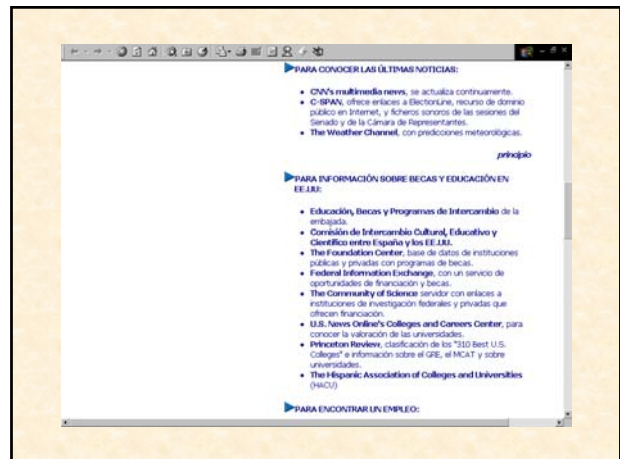 PARA CONOCER LAS ÚLTIMAS NOTICIAS:
CNN's multimedia news, se actualiza continuamente.
C-SPAN, ofrece enlaces a ElectionLine, recurso de dominio
público en Internet, y ficheros sonoros de las sesiones del
Senado y de la Cámara de Representantes.
The Weather Channel, con predicciones meteorológicas.
principio
PARA INFORMACIÓN SOBRE BECAS Y EDUCACIÓN EN
EE.UU:
Educación, Becas y Programas de Intercambio de la
embajada.
Comisión de Intercambio Cultural, Educativo y
Científico entre España y los EE.UU.
The Foundation Center, base de datos de instituciones
públicas y privadas con programas de becas.
Federal Information Exchange, con un servicio de
oportunidades de financiación y becas.
The Community of Science servidor con enlaces a
instituciones de investigación federales y privadas que
ofrecen financiación.
U.S. News Online's Colleges and Careers Center, para
conocer la valoración de las universidades.
Princeton Review, clasificación de los "310 Best U.S.
Colleges" e información sobre el GRE, el MCAT y sobre
universidades.
The Hispanic Association of Colleges and Universities
(HACU)
PARA ENCONTRAR UN EMPLEO: